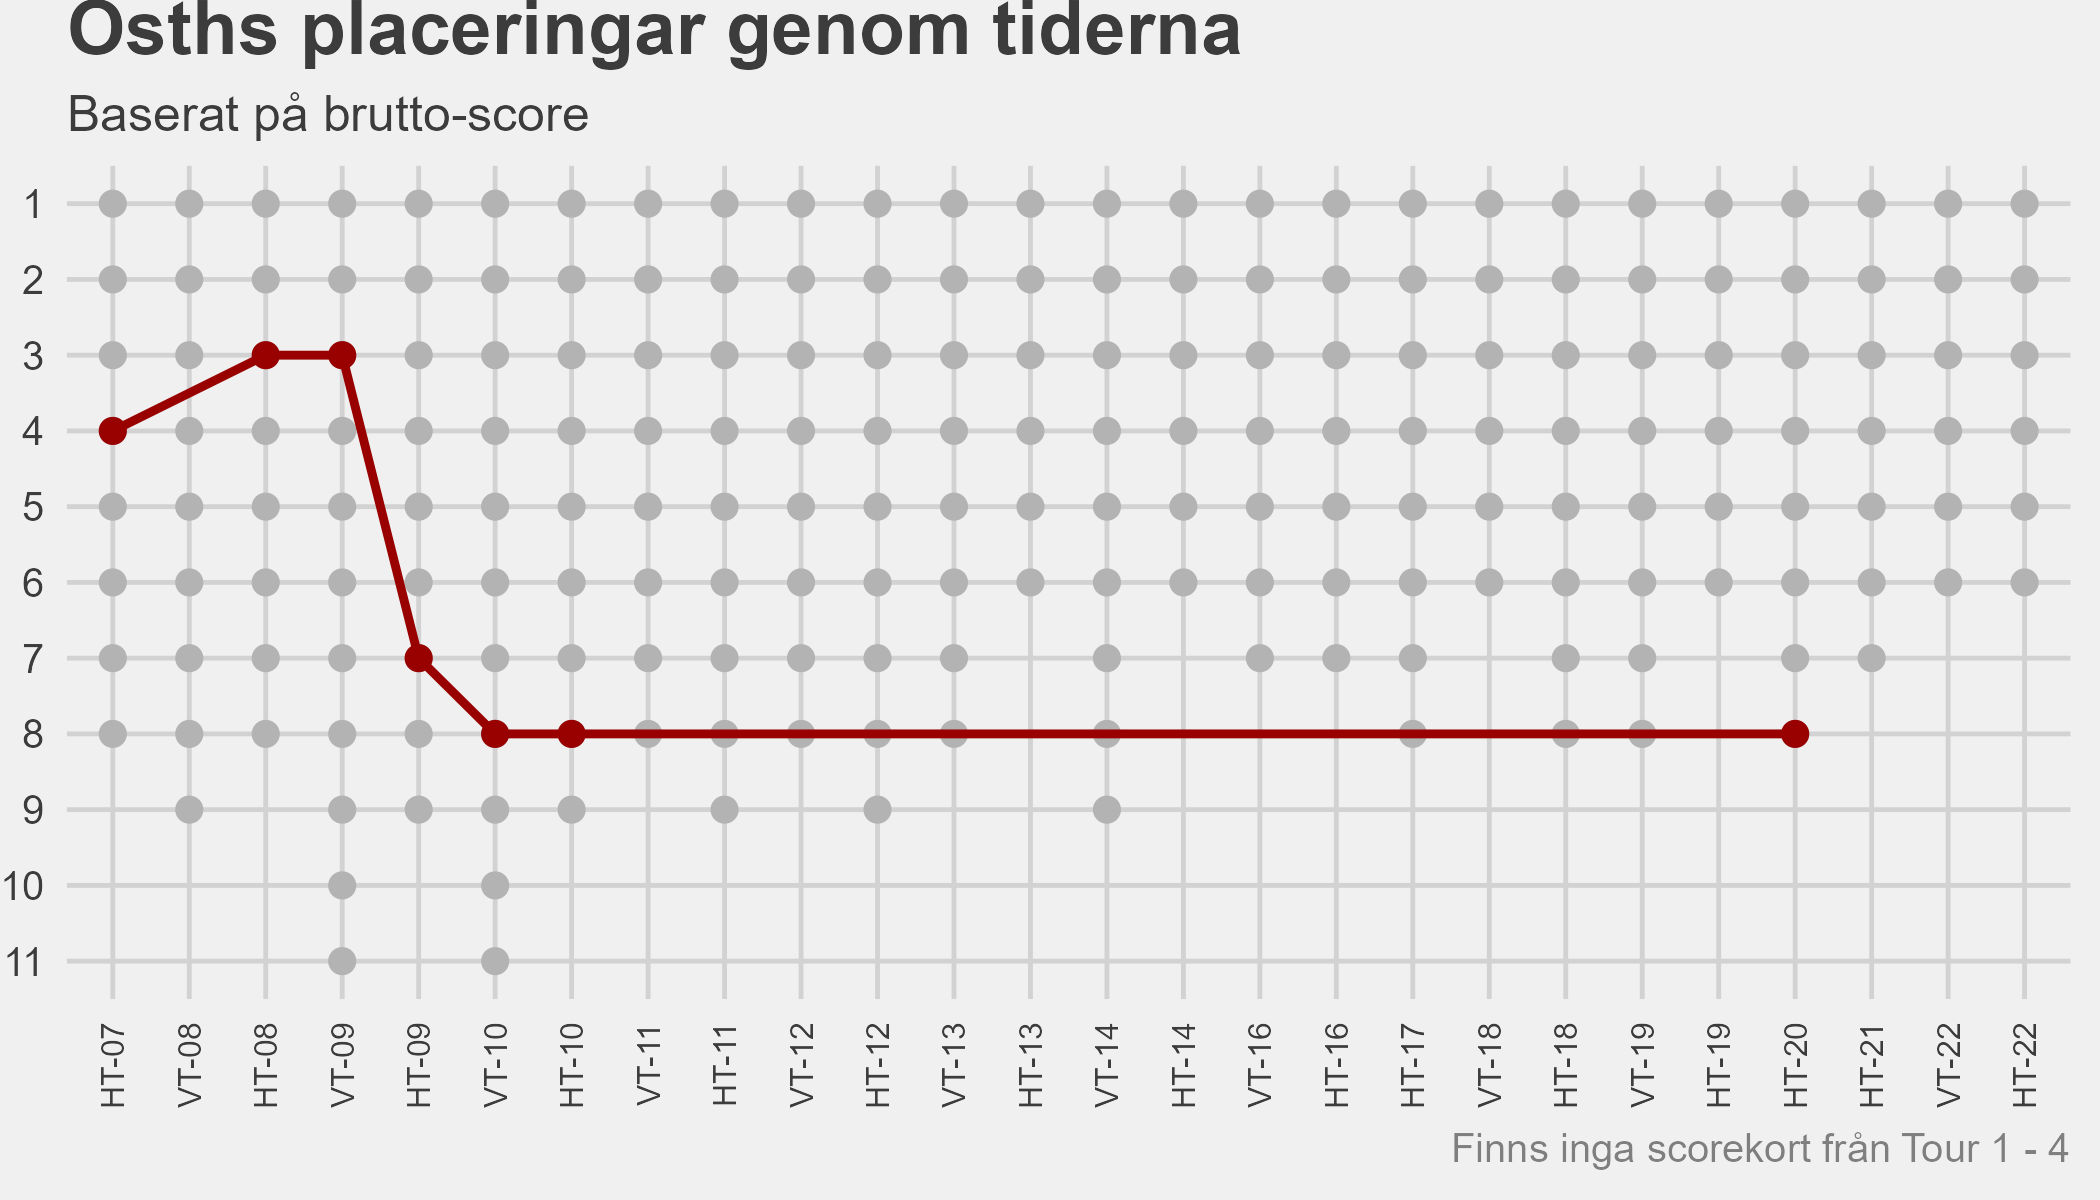 Osths placeringar genom tiderna
Baserat på brutto-score
1
2
3
4
5
6
7
8
9
10
11
HT-07
VT-08
HT-08
VT-09
HT-09
VT-10
HT-10
VT-11
HT-11
VT-12
HT-12
VT-13
HT-13
VT-14
HT-14
VT-16
HT-16
HT-17
VT-18
HT-18
VT-19
HT-19
HT-20
HT-21
VT-22
HT-22
Finns inga scorekort från Tour 1 - 4